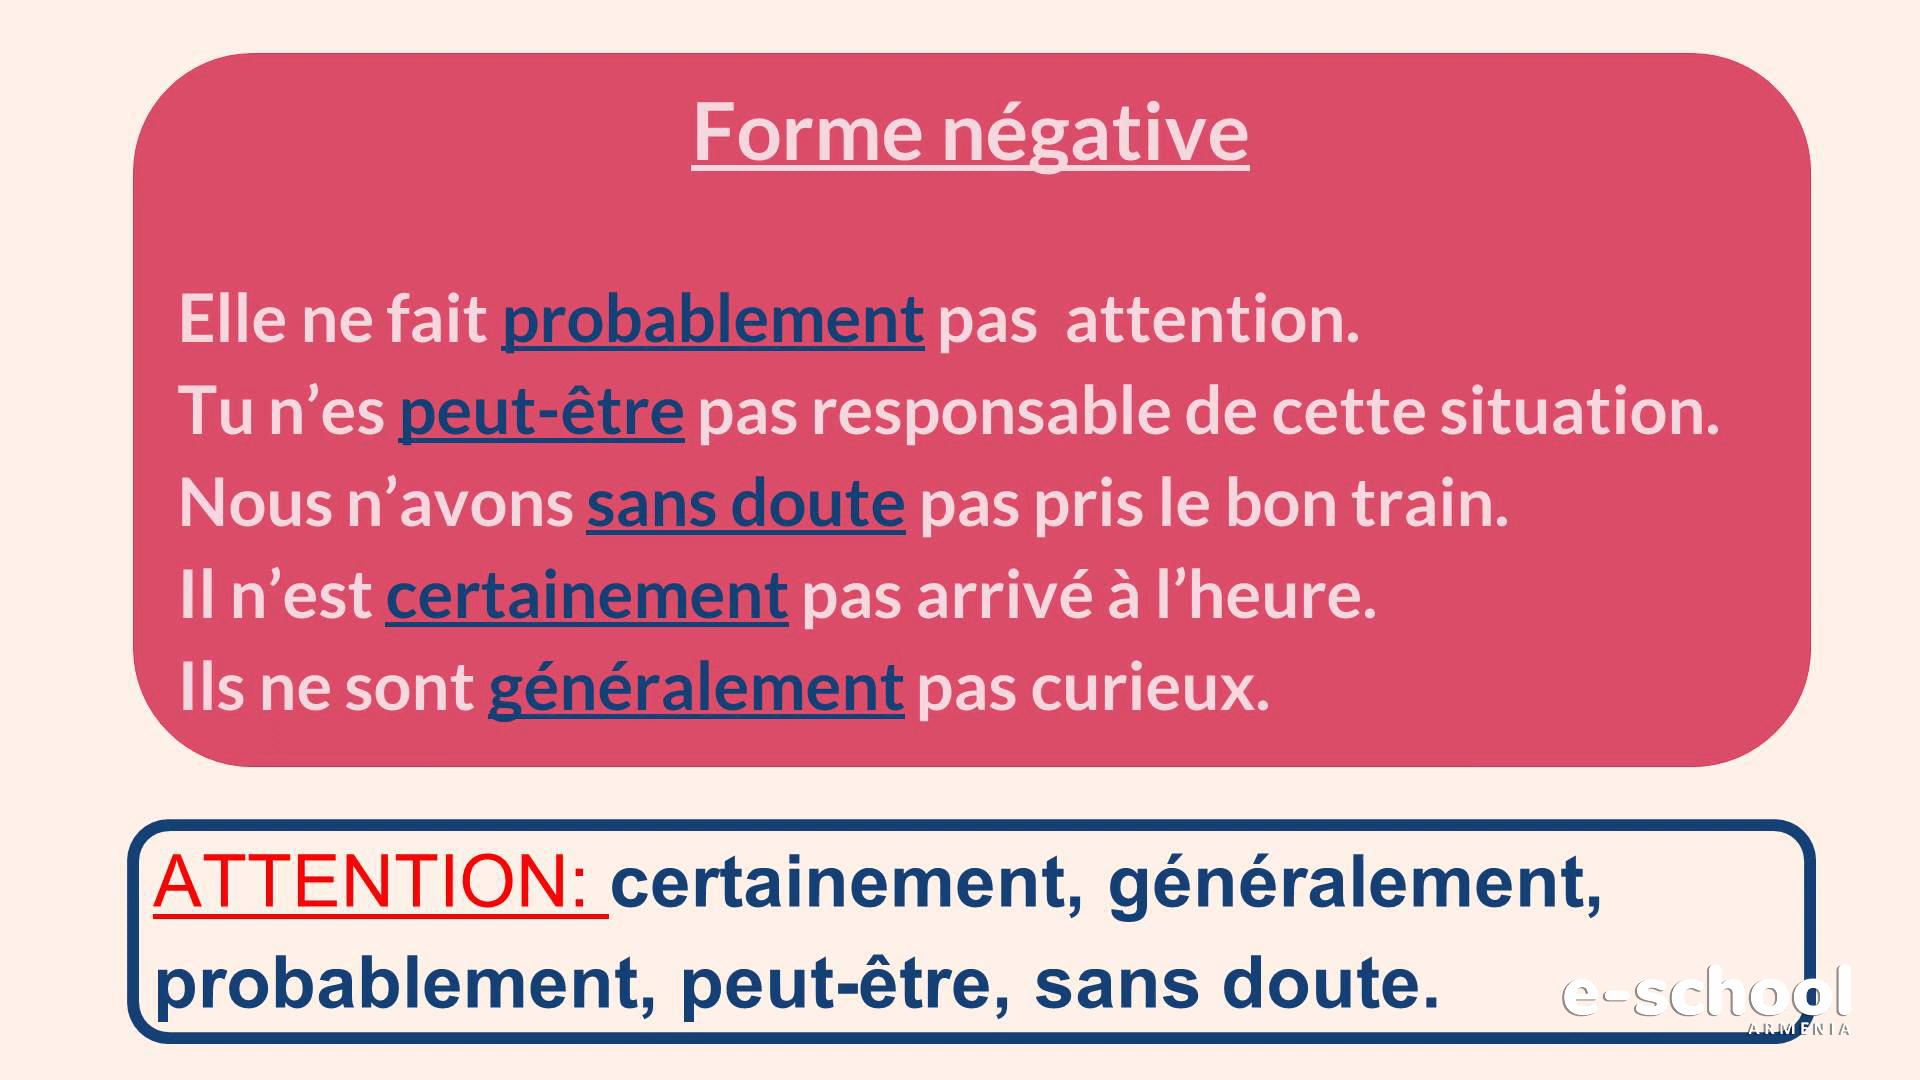 Forme négative
Elle ne fait probablement pas attention.
Tu n’es peut-être pas responsable de cette situation.
Nous n’avons sans doute pas pris le bon train.
Il n’est certainement pas arrivé à l’heure.
Ils ne sont généralement pas curieux.
ATTENTION: certainement, généralement,
probablement, peut-être, sans doute.
e-school
ARMENIA